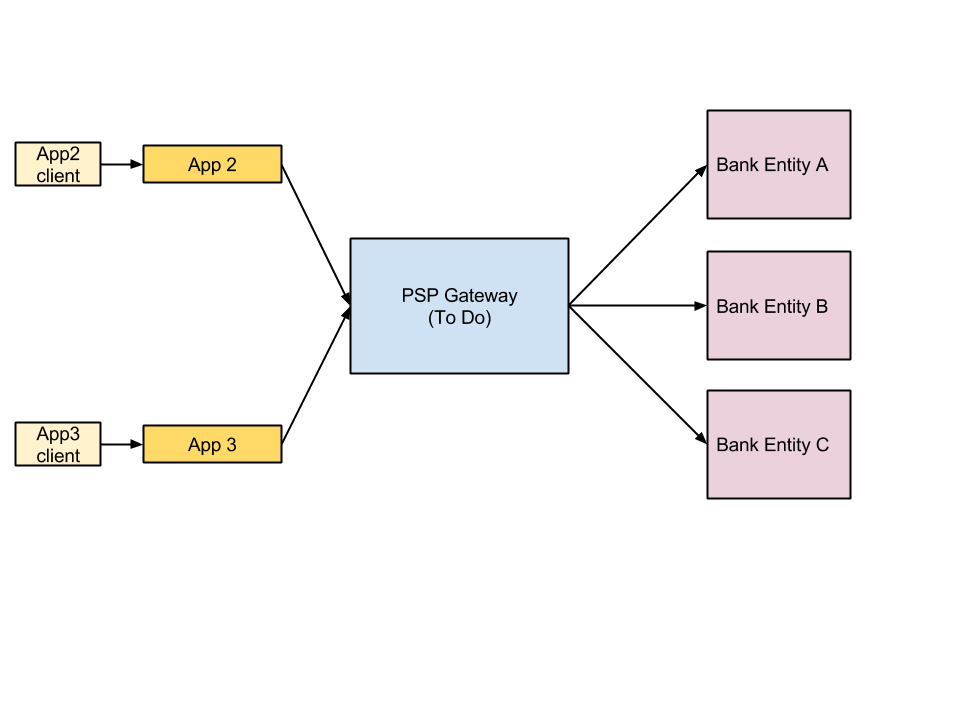 App2
client
App 2
PSP Gateway
(To Do)
App3
client
App 3
Bank Entity A
Bank Entity B
Bank Entity C